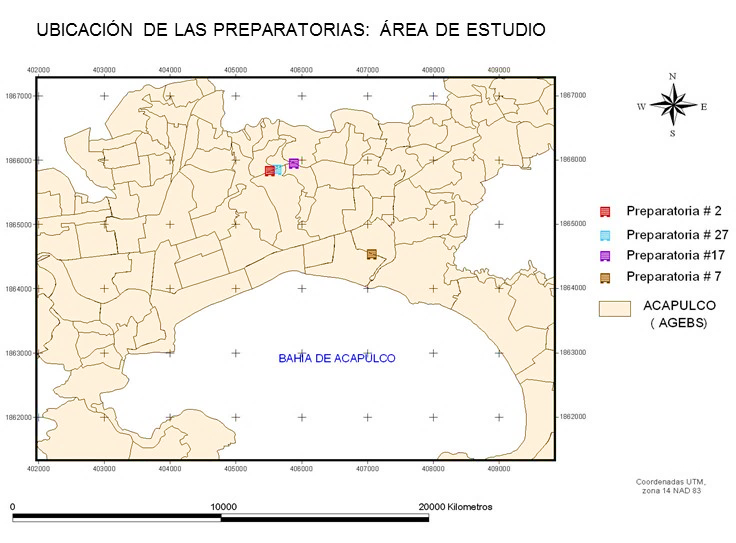 UBICACIÓN DE LAS PREPARATORIAS: ÁREA DE ESTUDIO
402000 403000 404000 405000 406000 407000 408000 409000
1867000 1867000
1866000 1866000
1865000 1865000
1864000 1864000
1863000 1863000
1862000 1862000
BAHÍA DE ACAPULCO
402000 403000 404000 405000 406000 407000 408000 409000
N
W E
S
Preparatoria # 2
Preparatoria # 27
Preparatoria #17
Preparatoria # 7
ACAPULCO
( AGEBS)
Coordenadas UTM,
zona 14 NAD 83
0 10000 20000 Kilometros